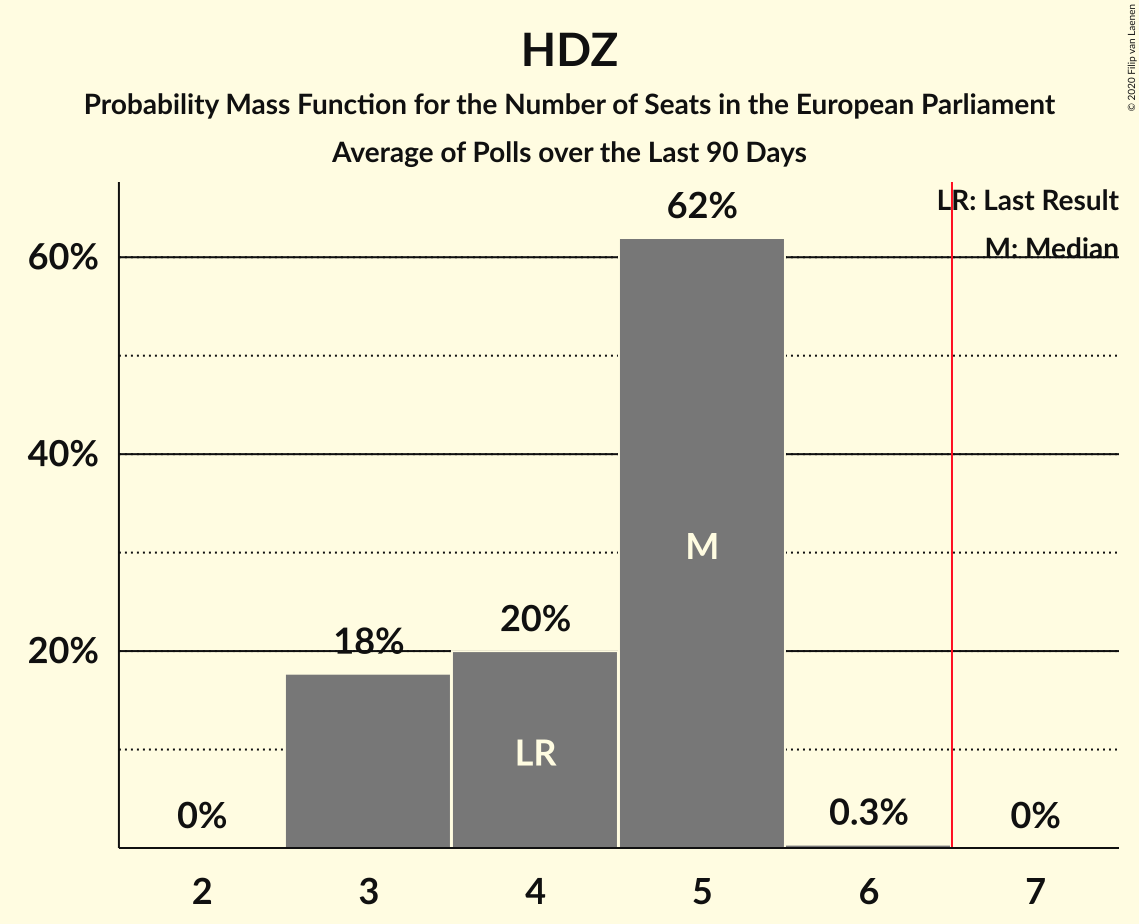 HDZ
Probability Mass Function for the Number of Seats in the European Parliament
Average of Polls over the Last 90 Days
© 2020 Filip van Laenen
LR: Last Result
M: Median
60%
40%
20%
0%
18%
20%
62%
0.3%
0%
LR
M
2 3 4 5 6 7